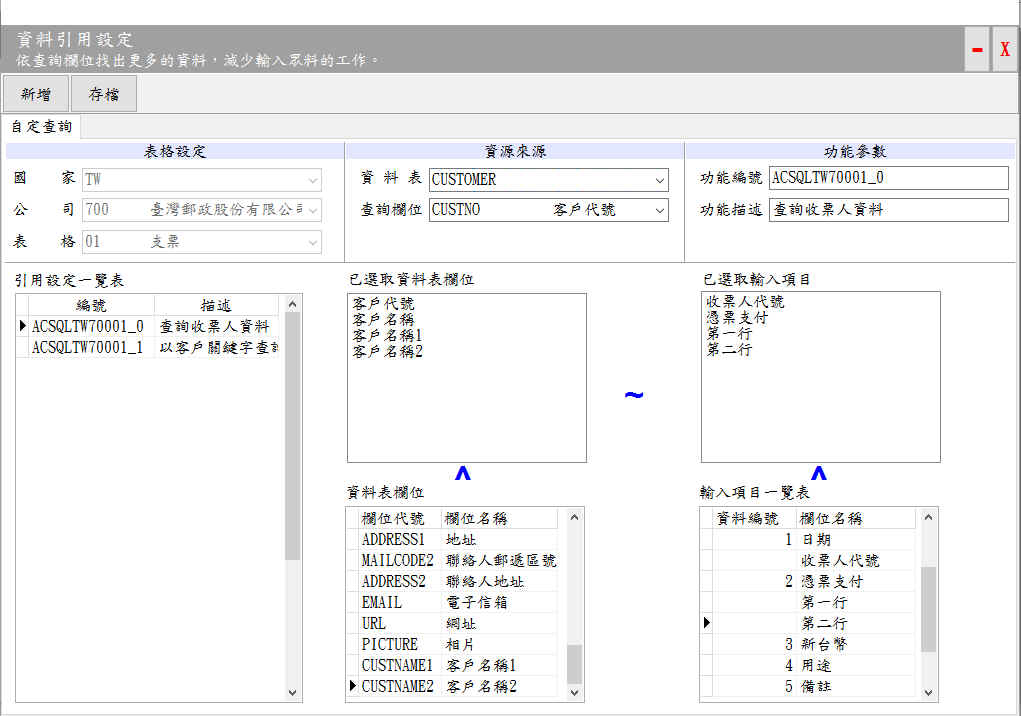 資料引用設定
依查詢欄位找出更多的資料，減少輸入眾料的工作。
X
新增 存檔
自定查詢
表格設定 資源來源 功能參數
國 家 TW 資 料 表 CUSTOMER 功能編號 ACSQLTW70001_0
公 司 700 臺灣郵政股份有限公司 查詢欄位 CUSTNO 客戶代號 功能描述 查詢收票人資料
表 格 01 支票
引用設定一覽表 已選取資料表欄位 已選取輸入項目
編號 描述
ACSQLTW70001_0 查詢收票人資料
ACSQLTW70001_1 以客戶關鍵字查詢
客戶代號
客戶名稱
客戶名稱1
客戶名稱2
~
收票人代號
憑票支付
第一行
第二行
資料表欄位 輸入項目一覽表
欄位代號 欄位名稱
ADDRESS1 地址
MAILCODE2 聯絡人郵遞區號
ADDRESS2 聯絡人地址
EMAIL 電子信箱
URL 網址
PICTURE 相片
CUSTNAME1 客戶名稱1
CUSTNAME2 客戶名稱2
資料編號 欄位名稱
1 日期
收票人代號
2 憑票支付
第一行
第二行
3 新台幣
4 用途
5 備註